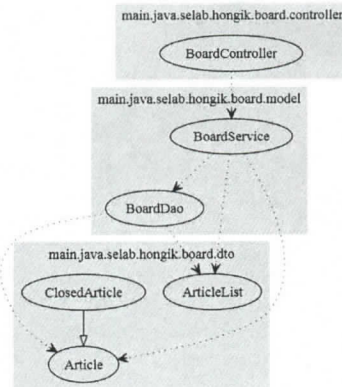 main.java.selab.hongik.board.controller
BoardController
main.java.selab.hongik.board.model
BoardService
BoardDao
main.java.selab.hongik.board.dto
ClosedArticle
ArticleList
Article